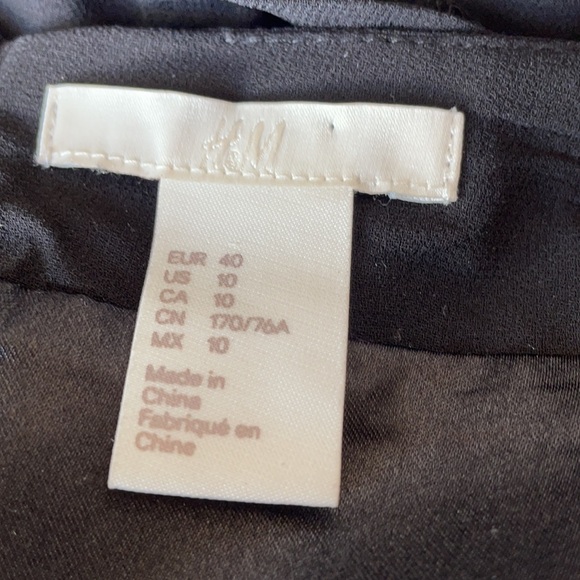 H&M
EUR 40
US 10
CA 10
CN 170/76A
MX 10
Made in
China
Fabriqué en
Chine